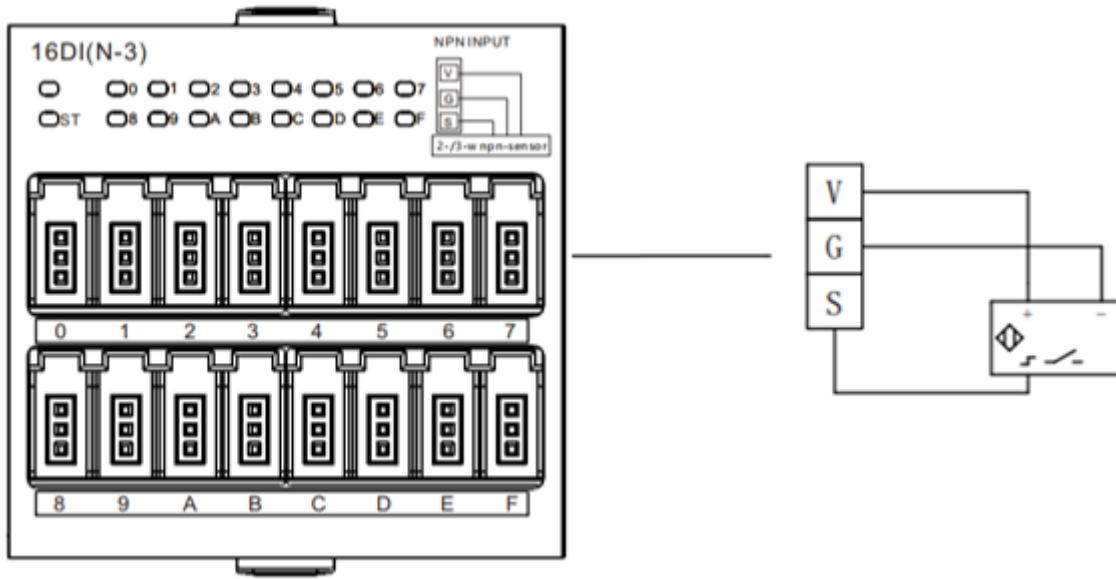 16DI(N-3)
NPN INPUT
0 1 2 3 4 5 6 7
ST 8 9 A B C D E F
V
G
S
2-/3-w npn-sensor
0 1 2 3 4 5 6 7
8 9 A B C D E F
V
G
S
+ -